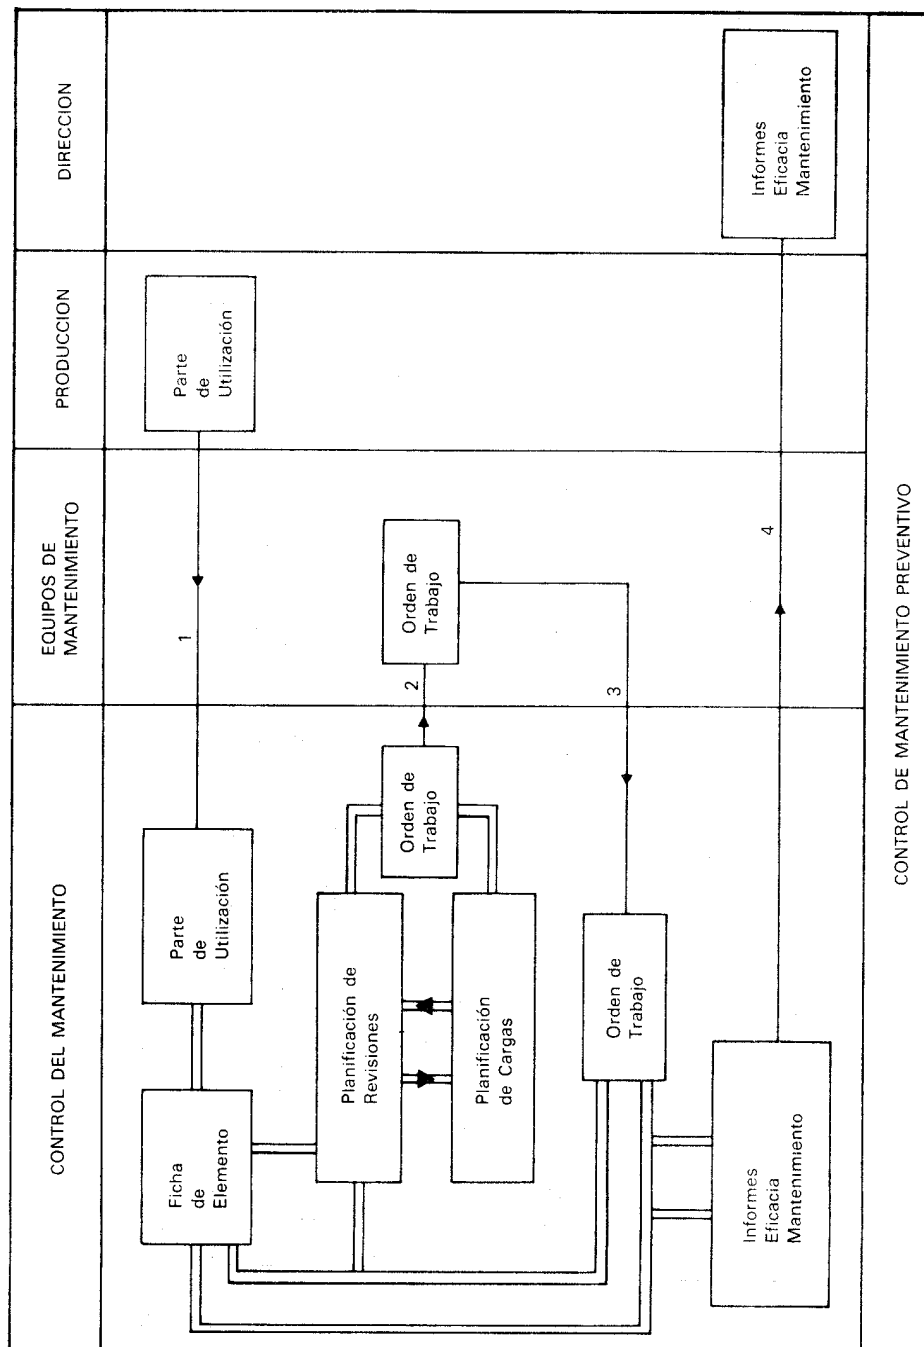 CONTROL DEL MANTENIMIENTO
EQUIPOS DE
MANTENIMIENTO
PRODUCCION
DIRECCION
Ficha
de
Elemento
Parte
de
Utilización
1
Parte
de
Utilización
Planificación de
Revisiones
Planificación
de Cargas
Orden de
Trabajo
2
Orden de
Trabajo
Orden de
Trabajo
3
Informes
Eficacia
Mantenimiento
4
Informes
Eficacia
Mantenimiento
CONTROL DE MANTENIMIENTO PREVENTIVO